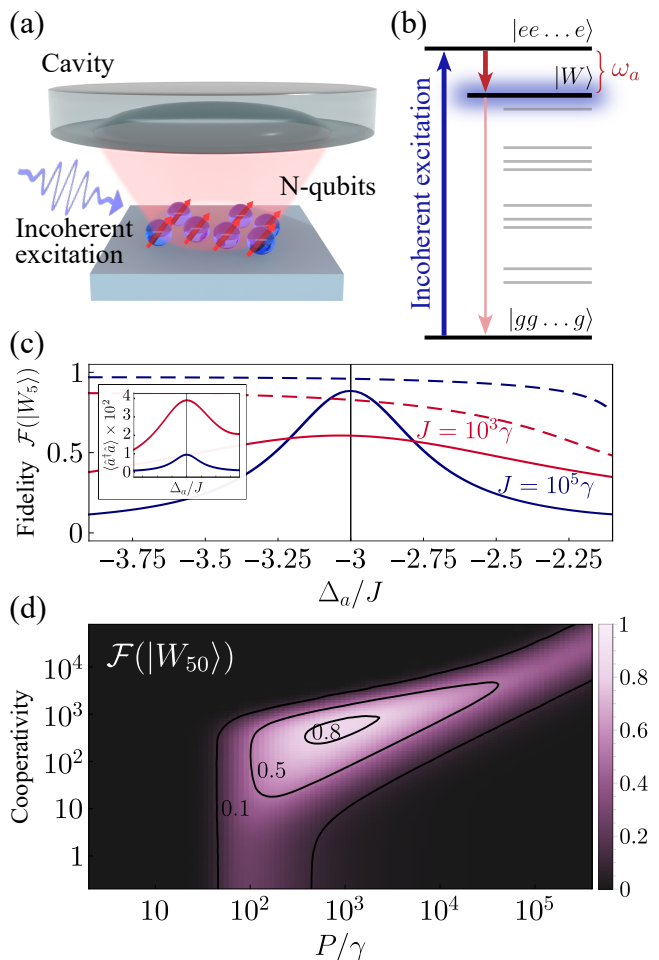 (a)
Cavity
N-qubits
Incoherent
excitation
(b)
|ee . . . e⟩
|W⟩
ω_a
Incoherent excitation
|gg . . . g⟩
(c)
Fidelity F(|W₅⟩)
1
0.5
0
4
3
2
1
0
⟨â†â⟩ × 10²
Δ_a/J
J = 10³γ
J = 10⁵γ
−3.75 −3.5 −3.25 −3 −2.75 −2.5 −2.25
Δ_a/J
(d)
F(|W₅₀⟩)
Cooperativity
10⁴
10³
10²
10
1
0.8
0.5
0.1
10 10² 10³ 10⁴ 10⁵
P/γ
1
0.8
0.6
0.4
0.2
0